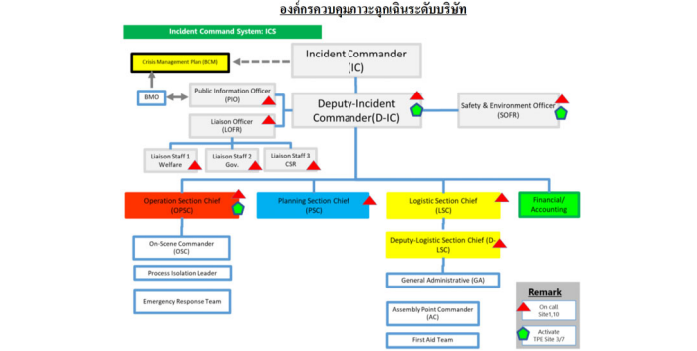 องค์กรควบคุมภาวะฉุกเฉินระดับบริษัท
Incident Command System: ICS
Incident Commander
(IC)
Crisis Management Plan (BCM)
BMO
Public Information Officer
(PIO)
Deputy-Incident
Commander(D-IC)
Safety & Environment Officer
(SOFR)
Liaison Officer
(LOFR)
Liaison Staff 1
Welfare
Liaison Staff 2
Gov.
Liaison Staff 3
CSR
Operation Section Chief
(OPSC)
Planning Section Chief
(PSC)
Logistic Section Chief
(LSC)
Financial/
Accounting
On-Scene Commander
(OSC)
Process Isolation Leader
Emergency Response Team
Deputy-Logistic Section Chief (D-
LSC)
General Administrative (GA)
Assembly Point Commander
(AC)
First Aid Team
Remark
On call
Site1,10
Activate
TPE Site 3/7